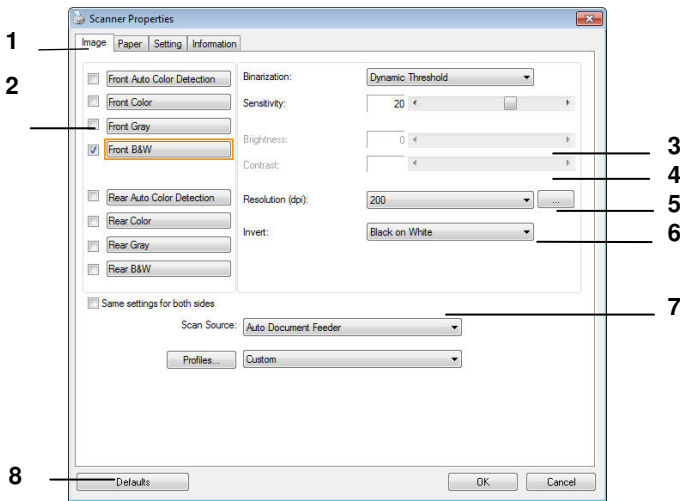 Scanner Properties
1
Image Paper Setting Information
2
Front Auto Color Detection
Front Color
Front Gray
Front B&W
Rear Auto Color Detection
Rear Color
Rear Gray
Rear B&W
Binarization: Dynamic Threshold
Sensitivity: 20
Brightness: 0
3
Contrast:
4
Resolution (dpi): 200 ...
5
Invert: Black on White
6
Same settings for both sides
7
Scan Source: Auto Document Feeder
Profiles... Custom
8
Defaults OK Cancel